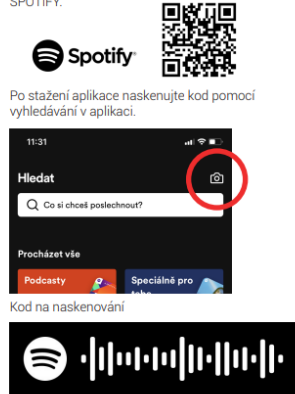 SPOTIFY.
Spotify
Po stažení aplikace naskenujte kod pomocí
vyhledávání v aplikaci.
11:31
Hledat
Co si chceš poslechnout?
Procházet vše
Podcasty
Speciálně pro
tebe
Kod na naskenování